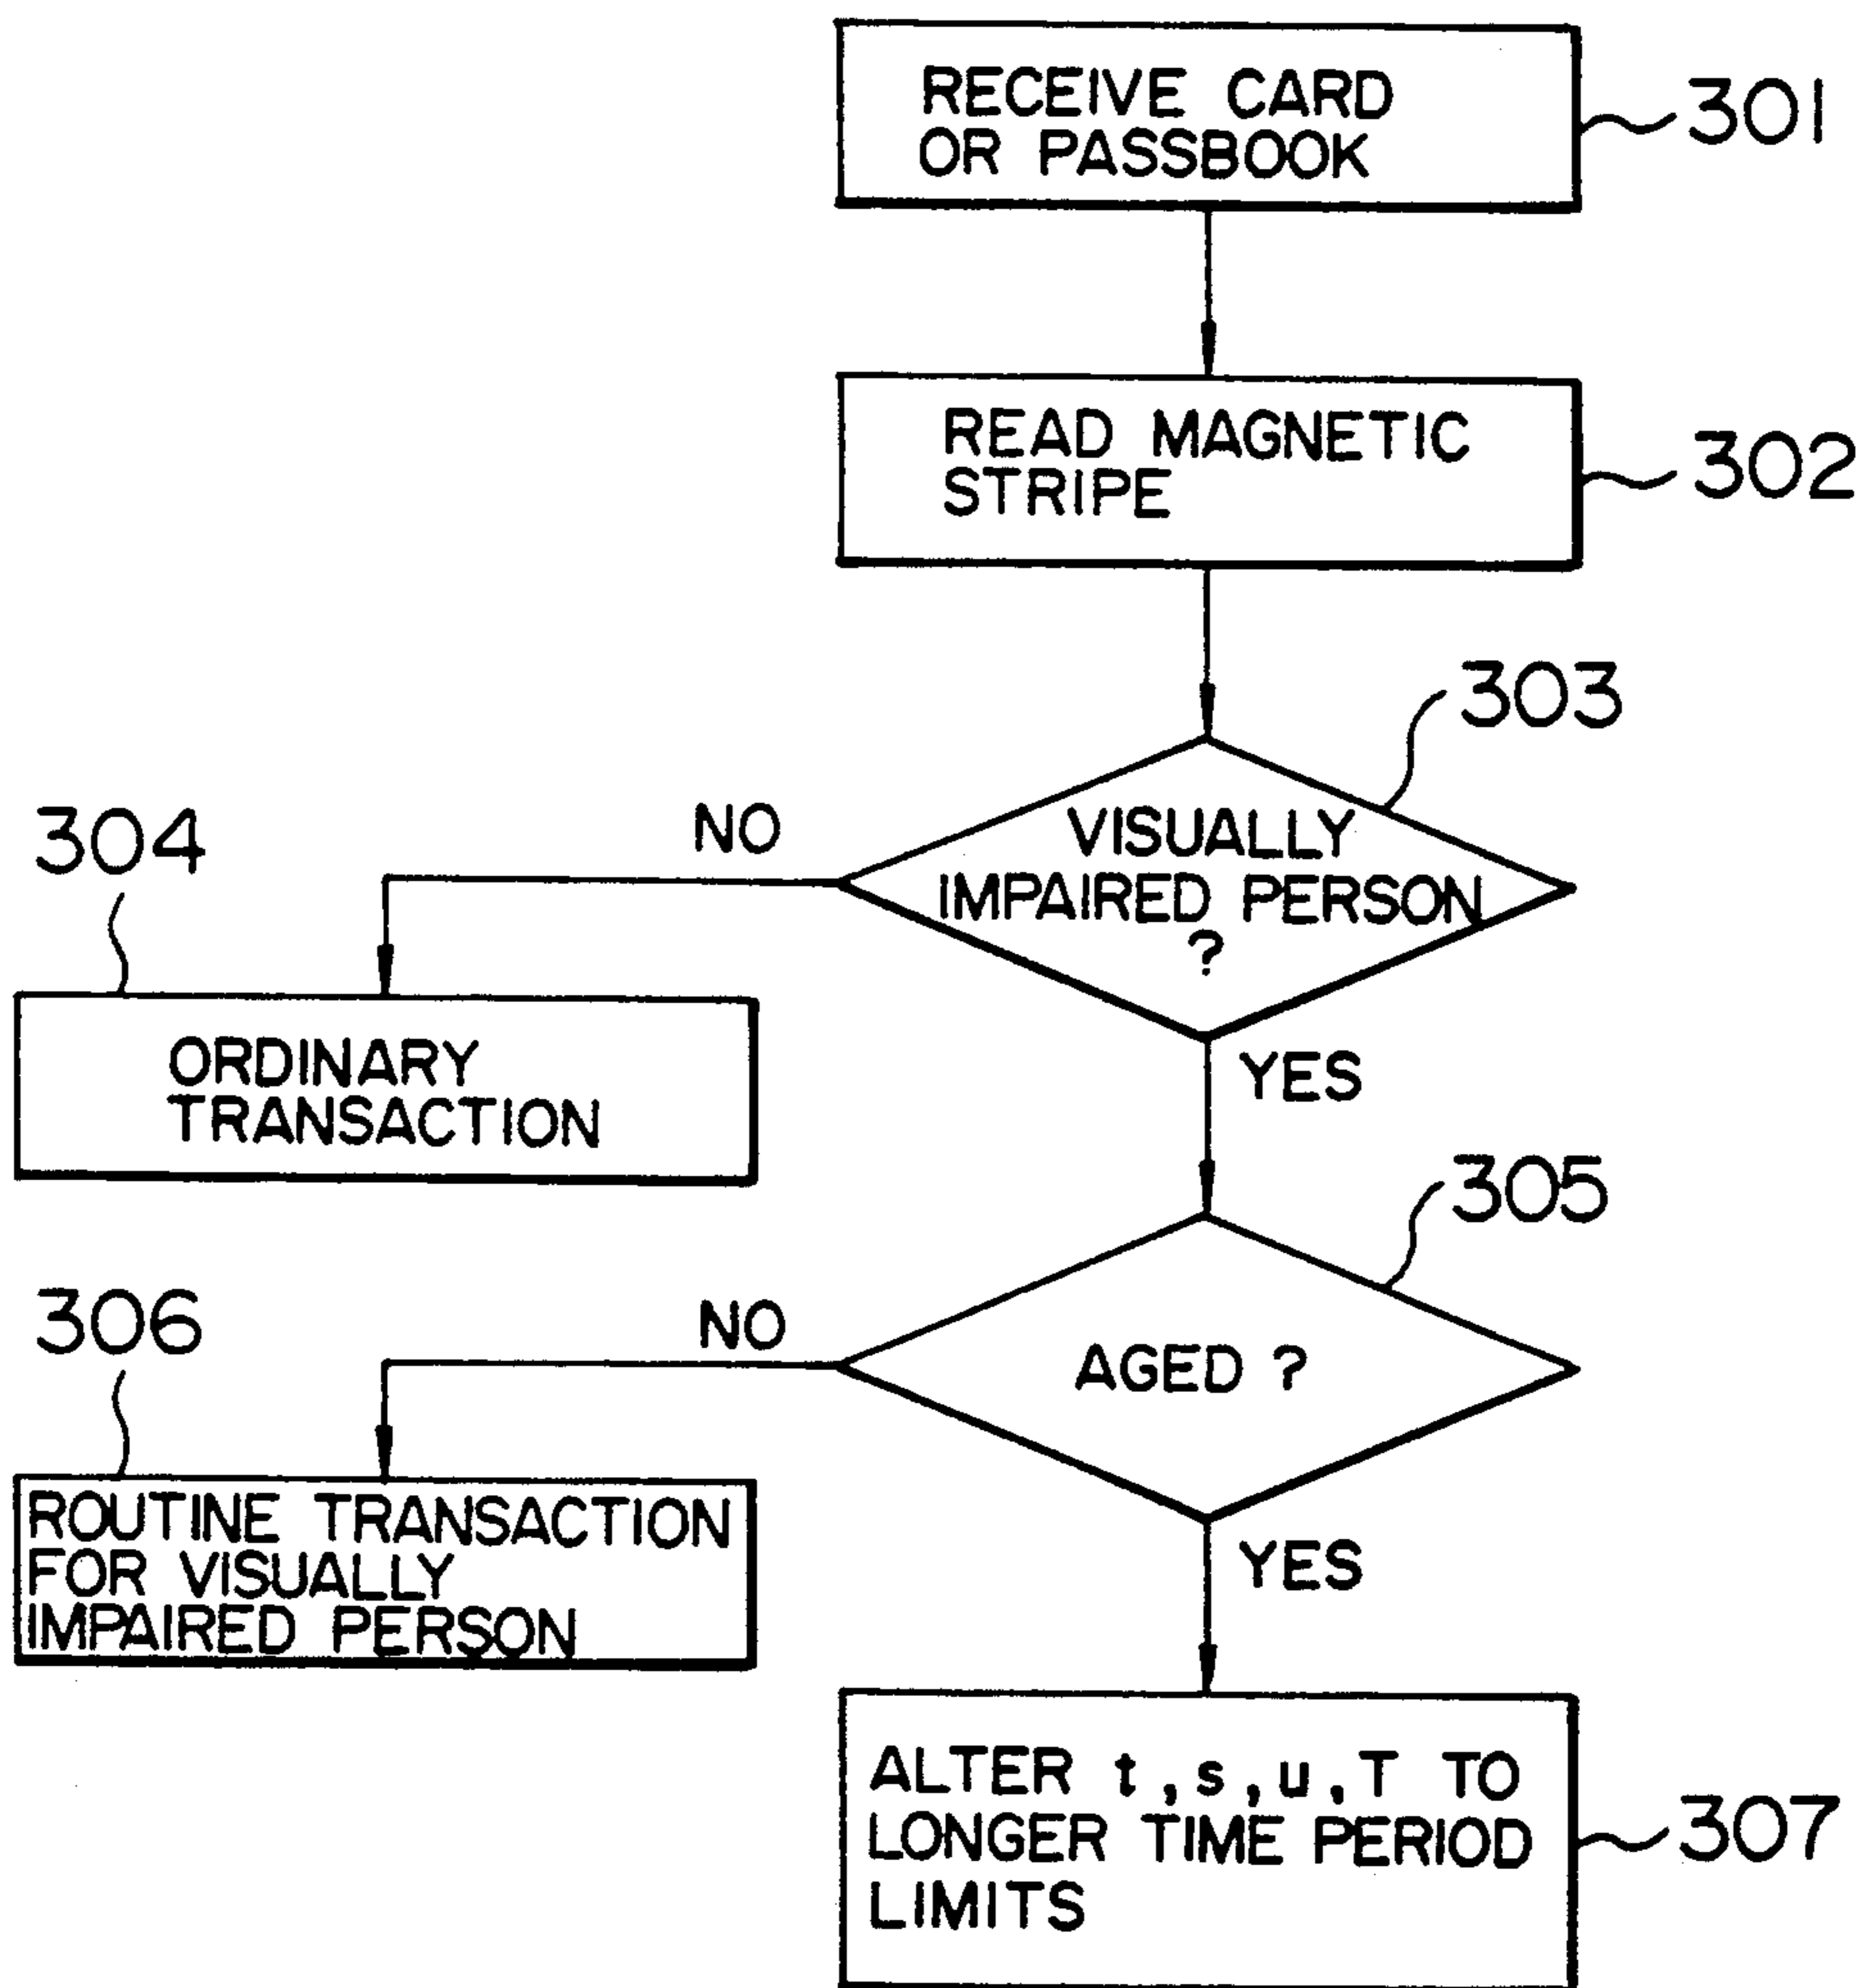 RECEIVE CARD
OR PASSBOOK
301
READ MAGNETIC
STRIPE
302
303
VISUALLY
IMPAIRED PERSON
?
NO
304
ORDINARY
TRANSACTION
YES
305
AGED ?
NO
306
ROUTINE TRANSACTION
FOR VISUALLY
IMPAIRED PERSON
YES
ALTER t,s,u,T TO
LONGER TIME PERIOD
LIMITS
307